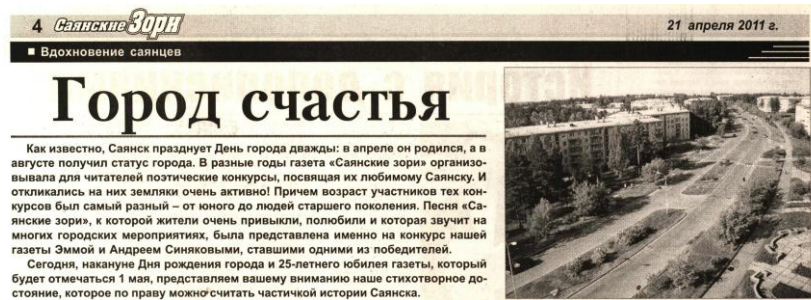 4 Саянские Зори
21 апреля 2011 г.
■ Вдохновение саянцев
Город счастья
Как известно, Саянск празднует День города дважды: в апреле он родился, а в
августе получил статус города. В разные годы газета «Саянские зори» организо-
вывала для читателей поэтические конкурсы, посвящая их любимому Саянску. И
откликались на них земляки очень активно! Причем возраст участников тех кон-
курсов был самый разный – от юного до людей старшего поколения. Песня «Са-
янские зори», к которой жители очень привыкли, полюбили и которая звучит на
многих городских мероприятиях, была представлена именно на конкурс нашей
газеты Эммой и Андреем Синяковыми, ставшими одними из победителей.
Сегодня, накануне Дня рождения города и 25-летнего юбилея газеты, который
будет отмечаться 1 мая, представляем вашему вниманию наше стихотворное до-
стояние, которое по праву можно считать частичкой истории Саянска.